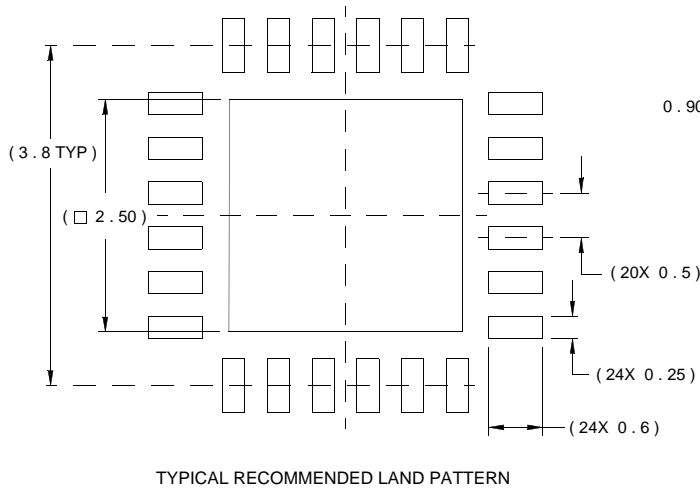 0.90
( 3.8 TYP )
( □ 2.50 )
( 20X 0.5 )
( 24X 0.25 )
( 24X 0.6 )
TYPICAL RECOMMENDED LAND PATTERN